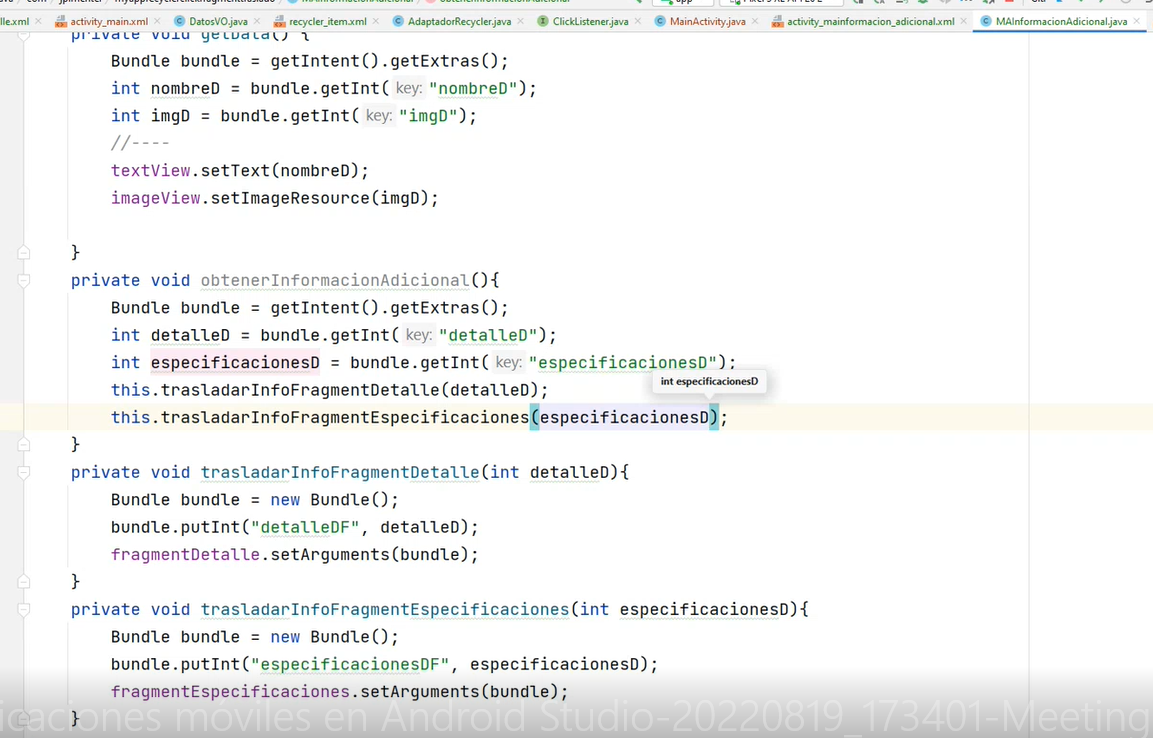 lle.xml activity_main.xml DatosVO.java recycler_item.xml AdaptadorRecycler.java ClickListener.java MainActivity.java activity_mainformacion_adicional.xml MAInformacionAdicional.java
private void getData() {
Bundle bundle = getIntent().getExtras();
int nombreD = bundle.getInt( key: "nombreD");
int imgD = bundle.getInt( key: "imgD");
//----
textView.setText(nombreD);
imageView.setImageResource(imgD);
}
private void obtenerInformacionAdicional(){
Bundle bundle = getIntent().getExtras();
int detalleD = bundle.getInt( key: "detalleD");
int especificacionesD = bundle.getInt( key: "especificacionesD");
int especificacionesD
this.trasladarInfoFragmentDetalle(detalleD);
this.trasladarInfoFragmentEspecificaciones(especificacionesD);
}
private void trasladarInfoFragmentDetalle(int detalleD){
Bundle bundle = new Bundle();
bundle.putInt("detalleDF", detalleD);
fragmentDetalle.setArguments(bundle);
}
private void trasladarInfoFragmentEspecificaciones(int especificacionesD){
Bundle bundle = new Bundle();
bundle.putInt("especificacionesDF", especificacionesD);
fragmentEspecificaciones.setArguments(bundle);
}
icaciones móviles en Android Studio-20220819_173401-Meeting